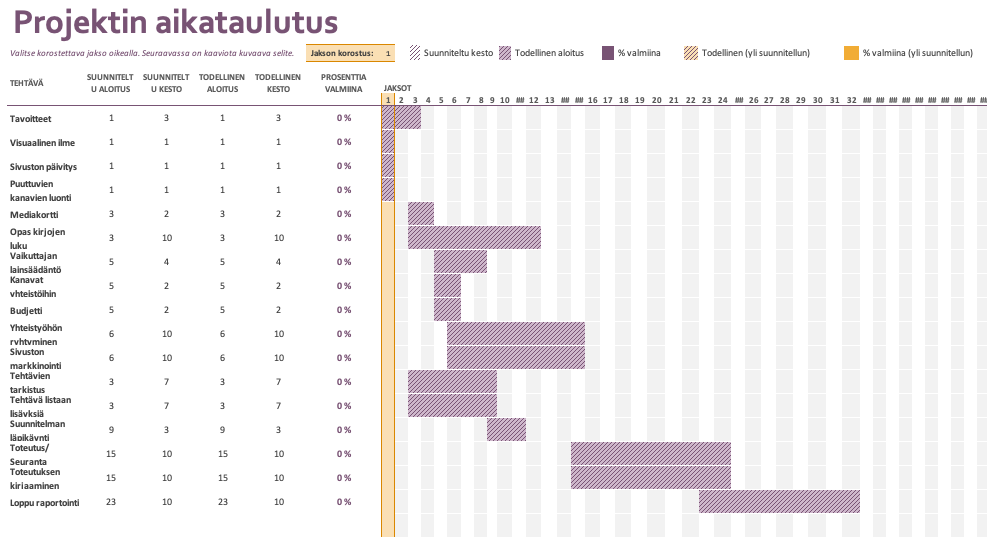 Projektin aikataulutus
Valitse korostettava jakso oikealla. Seuraavassa on kaaviota kuvaava selite. Jakson korostus: 1 Suunniteltu kesto Todellinen aloitus % valmiina Todellinen (yli suunnitellun) % valmiina (yli suunnitellun)
TEHTÄVÄ SUUNNITELT SUUNNITELT TODELLINEN TODELLINEN PROSENTTIA
U ALOITUS U KESTO ALOITUS KESTO VALMIINA JAKSOT
1 2 3 4 5 6 7 8 9 10 ## 12 13 ## ## 16 17 18 19 20 21 22 23 24 ## 26 27 28 29 30 31 32 ## ## ## ## ## ## ## ## ## ##
Tavoitteet 1 3 1 3 0 %
Visuaalinen ilme 1 1 1 1 0 %
Sivuston päivitys 1 1 1 1 0 %
Puuttuvien
kanavien luonti 1 1 1 1 0 %
Mediakortti 3 2 3 2 0 %
Opas kirjojen
luku 3 10 3 10 0 %
Vaikuttajan
lainsäädäntö 5 4 5 4 0 %
Kanavat
yhteistöihin 5 2 5 2 0 %
Budjetti 5 2 5 2 0 %
Yhteistyöhön
ryhtyminen 6 10 6 10 0 %
Sivuston
markkinointi 6 10 6 10 0 %
Tehtävien
tarkistus 3 7 3 7 0 %
Tehtävä listaan
lisäyksiä 3 7 3 7 0 %
Suunnitelman
läpikäynti 9 3 9 3 0 %
Toteutus/
Seuranta 15 10 15 10 0 %
Toteutuksen
kirjaaminen 15 10 15 10 0 %
Loppu raportointi 23 10 23 10 0 %